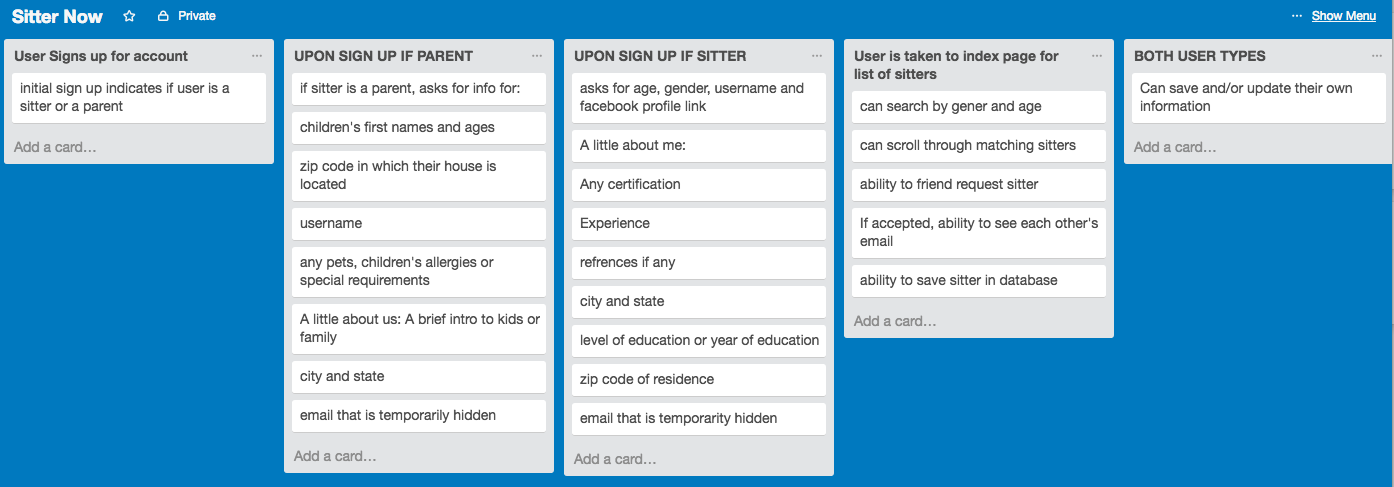 Sitter Now
Private
Show Menu
User Signs up for account
initial sign up indicates if user is a
sitter or a parent
Add a card…
UPON SIGN UP IF PARENT
if sitter is a parent, asks for info for:
children's first names and ages
zip code in which their house is
located
username
any pets, children's allergies or
special requirements
A little about us: A brief intro to kids or
family
city and state
email that is temporarily hidden
Add a card…
UPON SIGN UP IF SITTER
asks for age, gender, username and
facebook profile link
A little about me:
Any certification
Experience
refrences if any
city and state
level of education or year of education
zip code of residence
email that is temporarity hidden
Add a card…
User is taken to index page for
list of sitters
can search by gener and age
can scroll through matching sitters
ability to friend request sitter
If accepted, ability to see each other's
email
ability to save sitter in database
Add a card…
BOTH USER TYPES
Can save and/or update their own
information
Add a card…